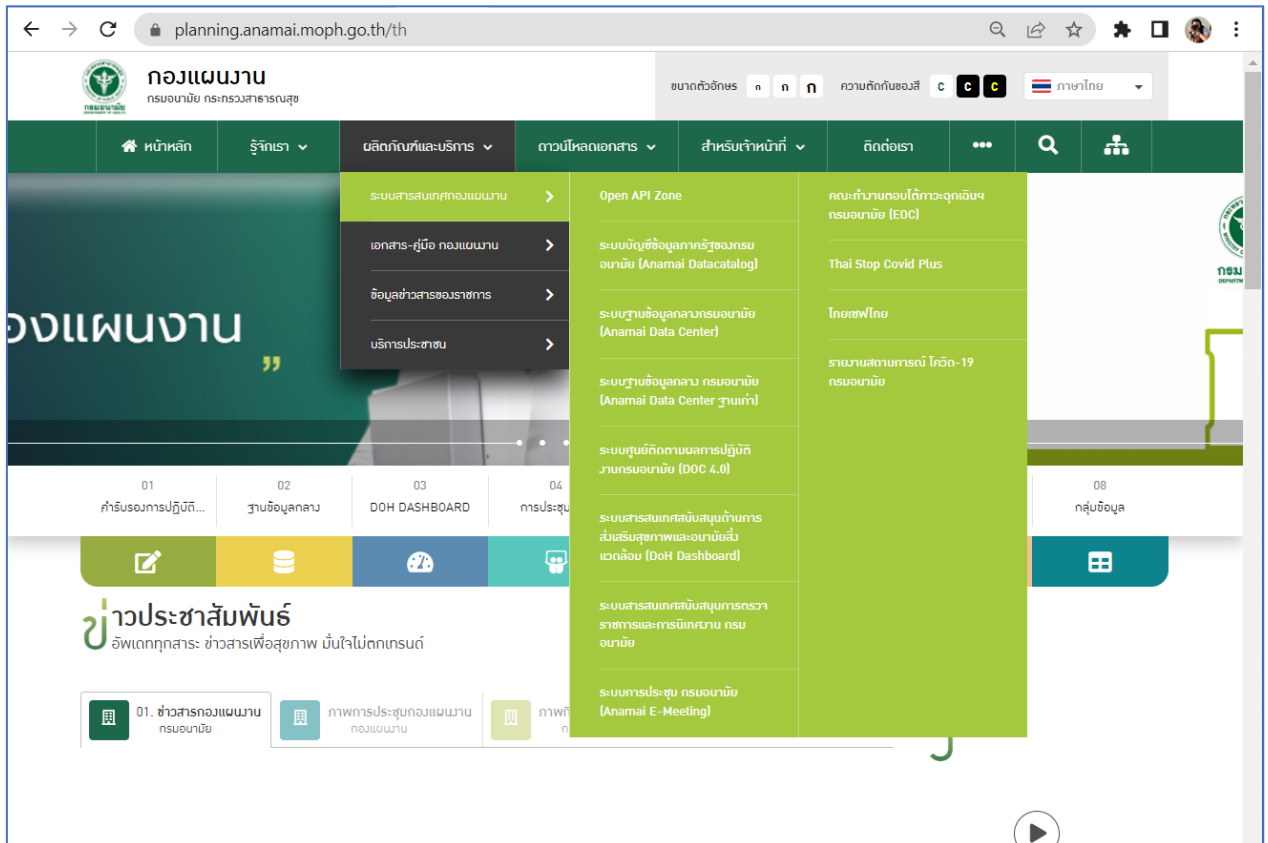 planning.anamai.moph.go.th/th
กองแผนงาน
กรมอนามัย กระทรวงสาธารณสุข
กรมอนามัย
ขนาดตัวอักษร ก ก ก ความตัดกันของสี C C C ภาษาไทย
หน้าหลัก รู้จักเรา ผลิตภัณฑ์และบริการ ดาวน์โหลดเอกสาร สำหรับเจ้าหน้าที่ ติดต่อเรา
ระบบสารสนเทศกองแผนงาน
เอกสาร-คู่มือ กองแผนงาน
ข้อมูลข่าวสารของราชการ
บริการประชาชน
Open API Zone
ระบบบัญชีข้อมูลภาครัฐของกรม
อนามัย (Anamai Datacatalog)
ระบบฐานข้อมูลกลางกรมอนามัย
(Anamai Data Center)
ระบบฐานข้อมูลกลาง กรมอนามัย
(Anamai Data Center ฐานเก่า)
ระบบศูนย์ติดตามผลการปฏิบัติ
งานกรมอนามัย (DOC 4.0)
ระบบสารสนเทศสนับสนุนด้านการ
ส่งเสริมสุขภาพและอนามัยสิ่ง
แวดล้อม (DoH Dashboard)
ระบบสารสนเทศสนับสนุนการตรวจ
ราชการและการนิเทศงาน กรม
อนามัย
ระบบการประชุม กรมอนามัย
(Anamai E-Meeting)
คณะทำงานตอบโต้ภาวะฉุกเฉินฯ
กรมอนามัย (EOC)
Thai Stop Covid Plus
ไทยเซฟไทย
รายงานสถานการณ์ โควิด-19
กรมอนามัย
องแผนงาน
”
กรม
01 02 03 04 08
คำรับรองการปฏิบัติ... ฐานข้อมูลกลาง DOH DASHBOARD การประชุ กลุ่มข้อมูล
ข่าวประชาสัมพันธ์
อัพเดททุกสาระ ข่าวสารเพื่อสุขภาพ มั่นใจไม่ตกเทรนด์
01. ข่าวสารกองแผนงาน ภาพการประชุมกองแผนงาน ภาพกิ
กรมอนามัย กองแผนงาน ก